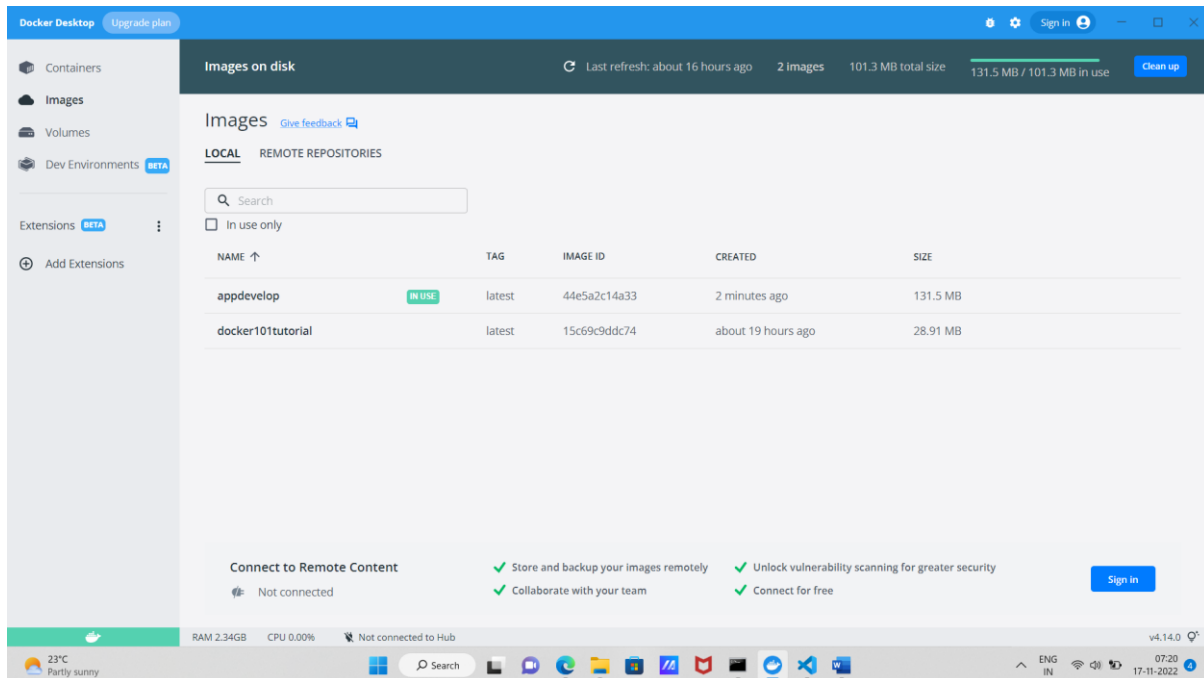 Docker Desktop Upgrade plan Sign in
Containers
Images
Volumes
Dev Environments BETA
Extensions BETA
Add Extensions
Images on disk Last refresh: about 16 hours ago 2 images 101.3 MB total size 131.5 MB / 101.3 MB in use Clean up
Images Give feedback
LOCAL REMOTE REPOSITORIES
Search
In use only
NAME TAG IMAGE ID CREATED SIZE
appdevelop IN USE latest 44e5a2c14a33 2 minutes ago 131.5 MB
docker101tutorial latest 15c69c9ddc74 about 19 hours ago 28.91 MB
Connect to Remote Content
Not connected
Store and backup your images remotely
Collaborate with your team
Unlock vulnerability scanning for greater security
Connect for free
Sign in
RAM 2.34GB CPU 0.00% Not connected to Hub v4.14.0
23°C
Partly sunny
Search
ENG
IN
07:20
17-11-2022
4